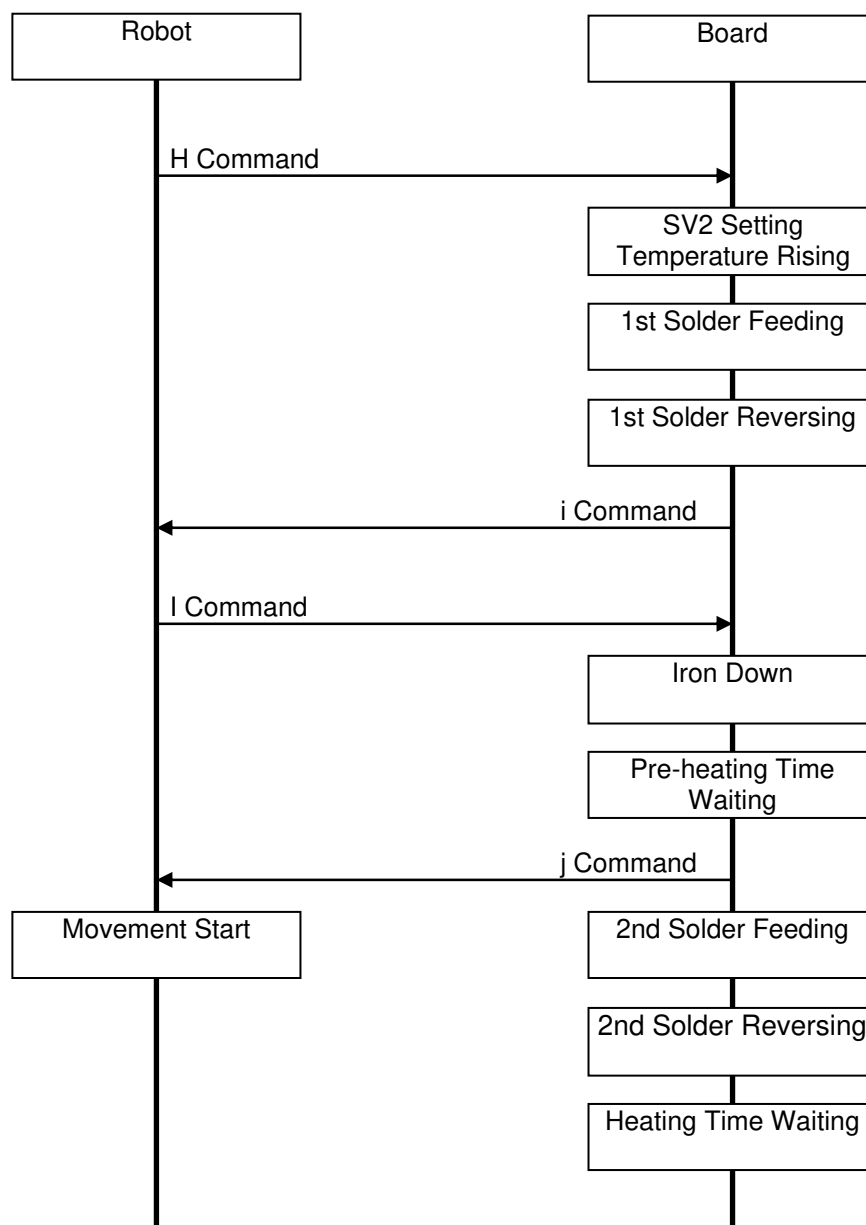 Robot
Board
H Command
SV2 Setting
Temperature Rising
1st Solder Feeding
1st Solder Reversing
i Command
I Command
Iron Down
Pre-heating Time
Waiting
j Command
Movement Start
2nd Solder Feeding
2nd Solder Reversing
Heating Time Waiting